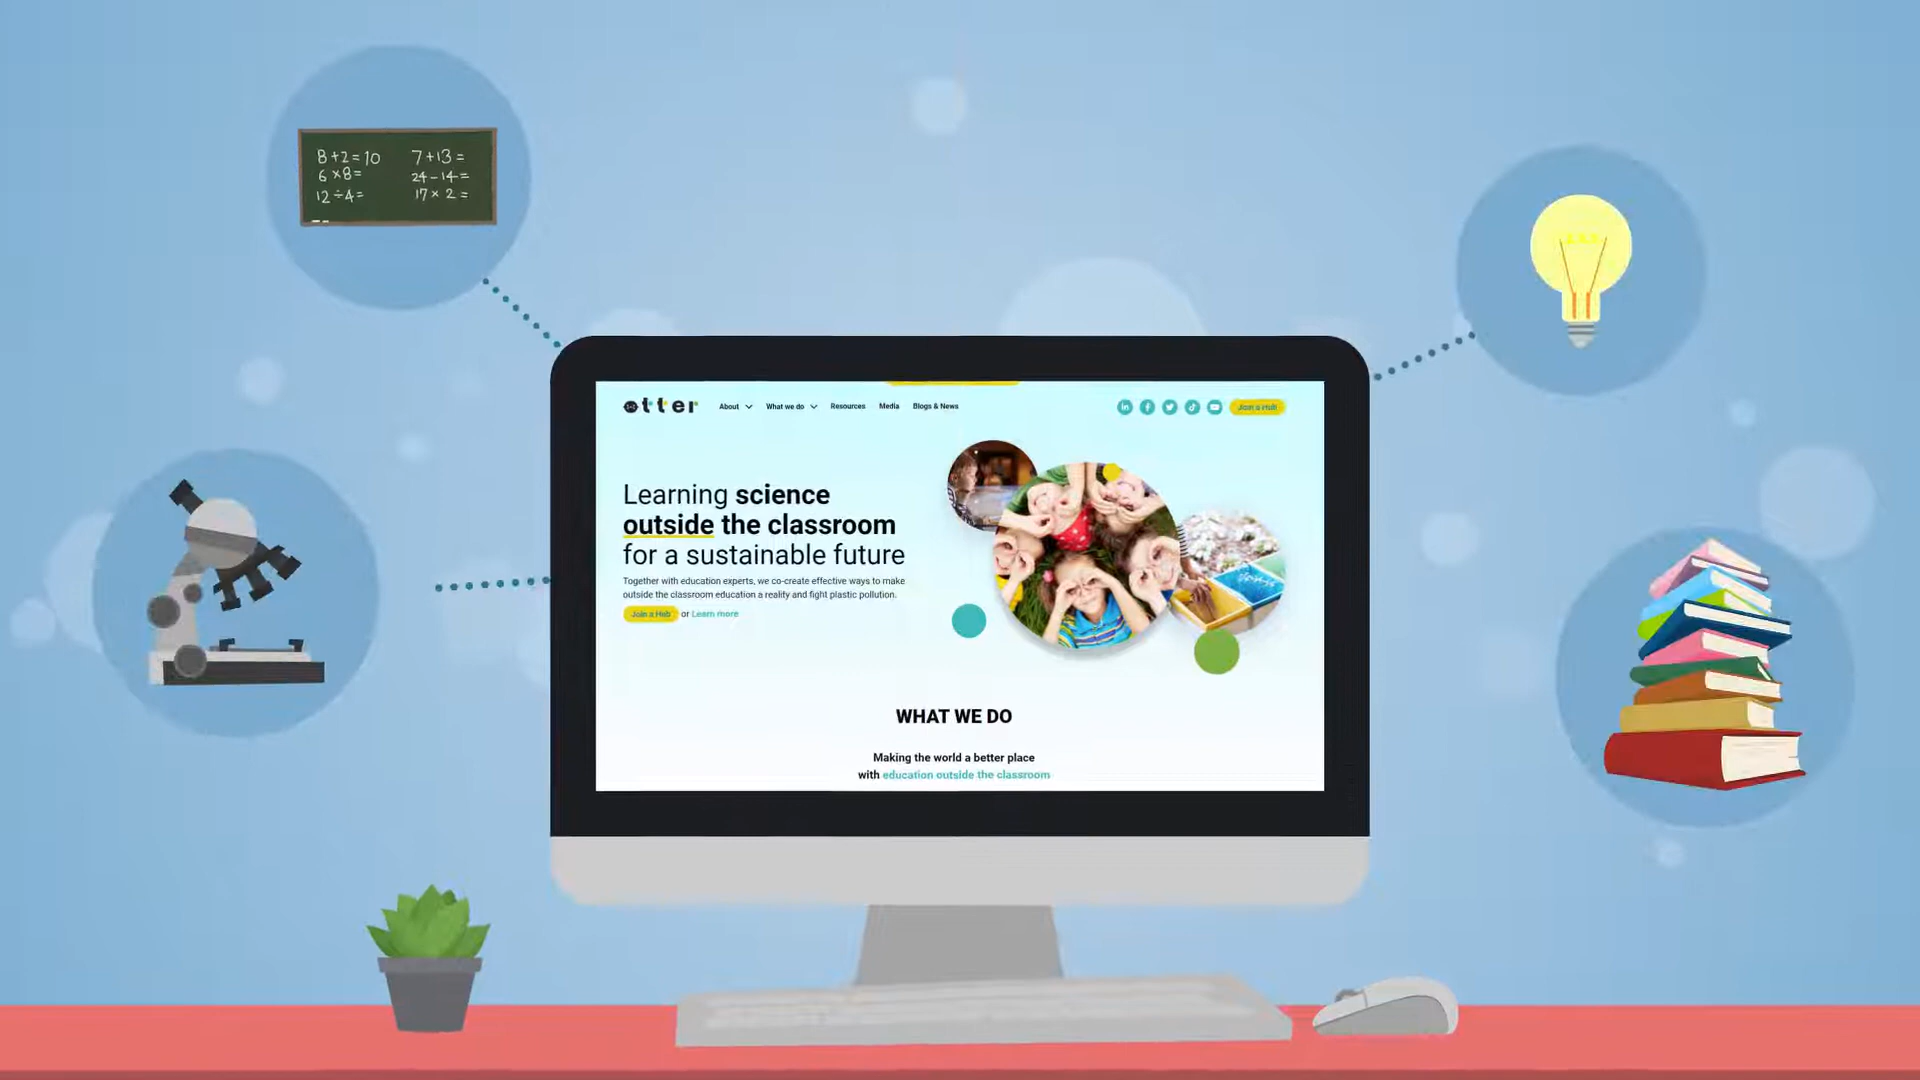 8+2=10
6×8=
12÷4=
7+13=
24-14=
17×2=
otter
About
What we do
Resources
Media
Blogs & News
Join a Hub
Learning science
outside the classroom
for a sustainable future
Together with education experts, we co-create effective ways to make
outside the classroom education a reality and fight plastic pollution.
Join a Hub or Learn more
WHAT WE DO
Making the world a better place
with education outside the classroom